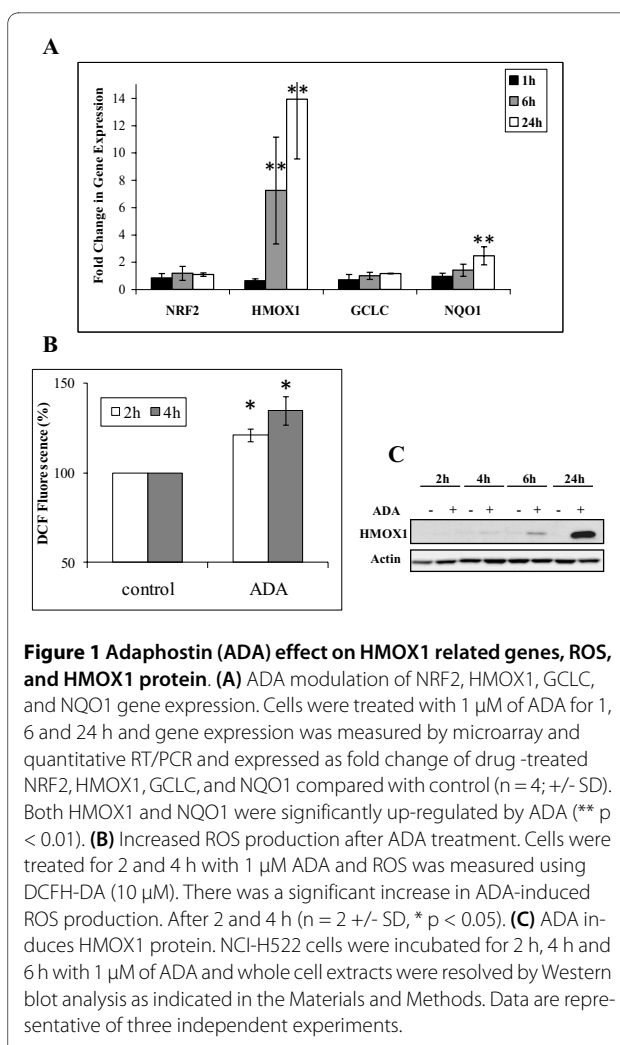 A
14
12
10
8
6
4
2
0
Fold Change in Gene Expression
** ** **
1h
6h
24h
NRF2 HMOX1 GCLC NQO1
B
150
100
50
DCF Fluorescence (%)
2h 4h
* *
control ADA
C
2h 4h 6h 24h
ADA - + - + - + - +
HMOX1
Actin
Figure 1 Adaphostin (ADA) effect on HMOX1 related genes, ROS,
and HMOX1 protein. (A) ADA modulation of NRF2, HMOX1, GCLC,
and NQO1 gene expression. Cells were treated with 1 μM of ADA for 1,
6 and 24 h and gene expression was measured by microarray and
quantitative RT/PCR and expressed as fold change of drug -treated
NRF2, HMOX1, GCLC, and NQO1 compared with control (n = 4; +/- SD).
Both HMOX1 and NQO1 were significantly up-regulated by ADA (** p
< 0.01). (B) Increased ROS production after ADA treatment. Cells were
treated for 2 and 4 h with 1 μM ADA and ROS was measured using
DCFH-DA (10 μM). There was a significant increase in ADA-induced
ROS production. After 2 and 4 h (n = 2 +/- SD, * p < 0.05). (C) ADA in-
duces HMOX1 protein. NCI-H522 cells were incubated for 2 h, 4 h and
6 h with 1 μM of ADA and whole cell extracts were resolved by Western
blot analysis as indicated in the Materials and Methods. Data are repre-
sentative of three independent experiments.